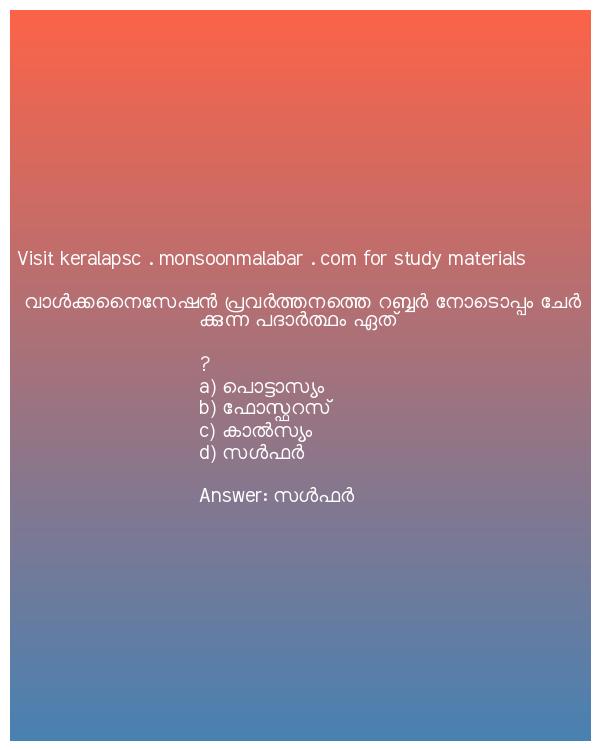 Visit keralapsc . monsoonmalabar . com for study materials
വാൾക്കനൈസേഷൻ പ്രവർത്തനത്തെ റബ്ബർ നോടൊപ്പം ചേർ
ക്കുന്ന പദാർത്ഥം ഏത്
?
a) പൊട്ടാസ്യം
b) ഫോസ്ഫറസ്
c) കാൽസ്യം
d) സൾഫർ
Answer: സൾഫർ